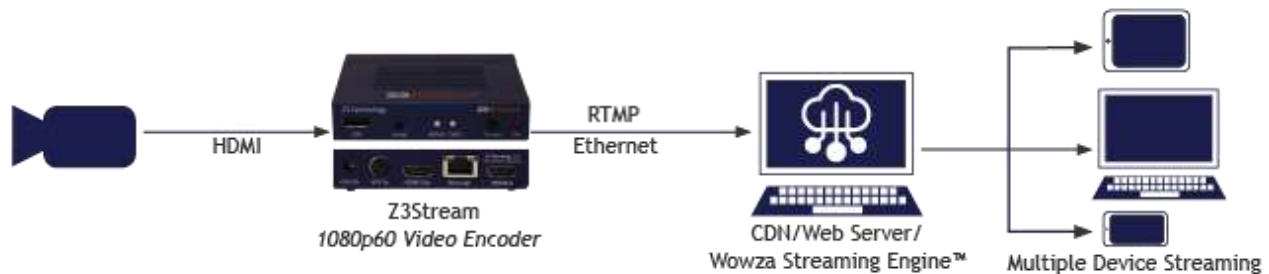 HDMI
Z3Stream
1080p60 Video Encoder
RTMP
Ethernet
CDN/Web Server/
Wowza Streaming Engine™
Multiple Device Streaming